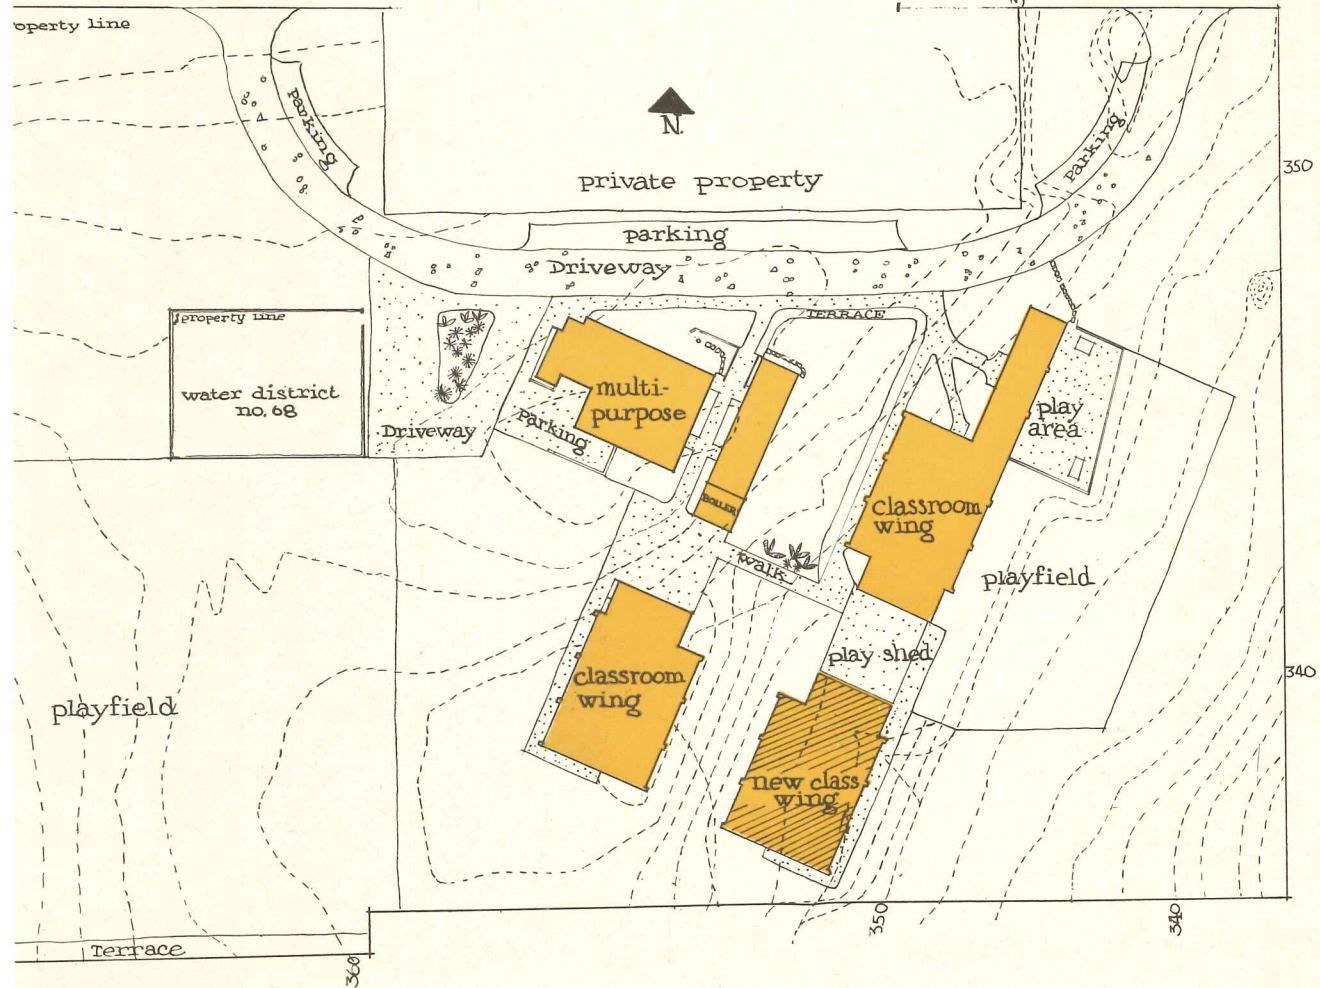 operty line
parking
N.
parking
350
private property
parking
Driveway
TERRACE
property line
water district
no. 68
multi-
purpose
play
area
Driveway
Parking
BOILER
classroom
wing
walk
playfield
play shed
340
classroom
wing
playfield
new class
wing
350
340
Terrace
360